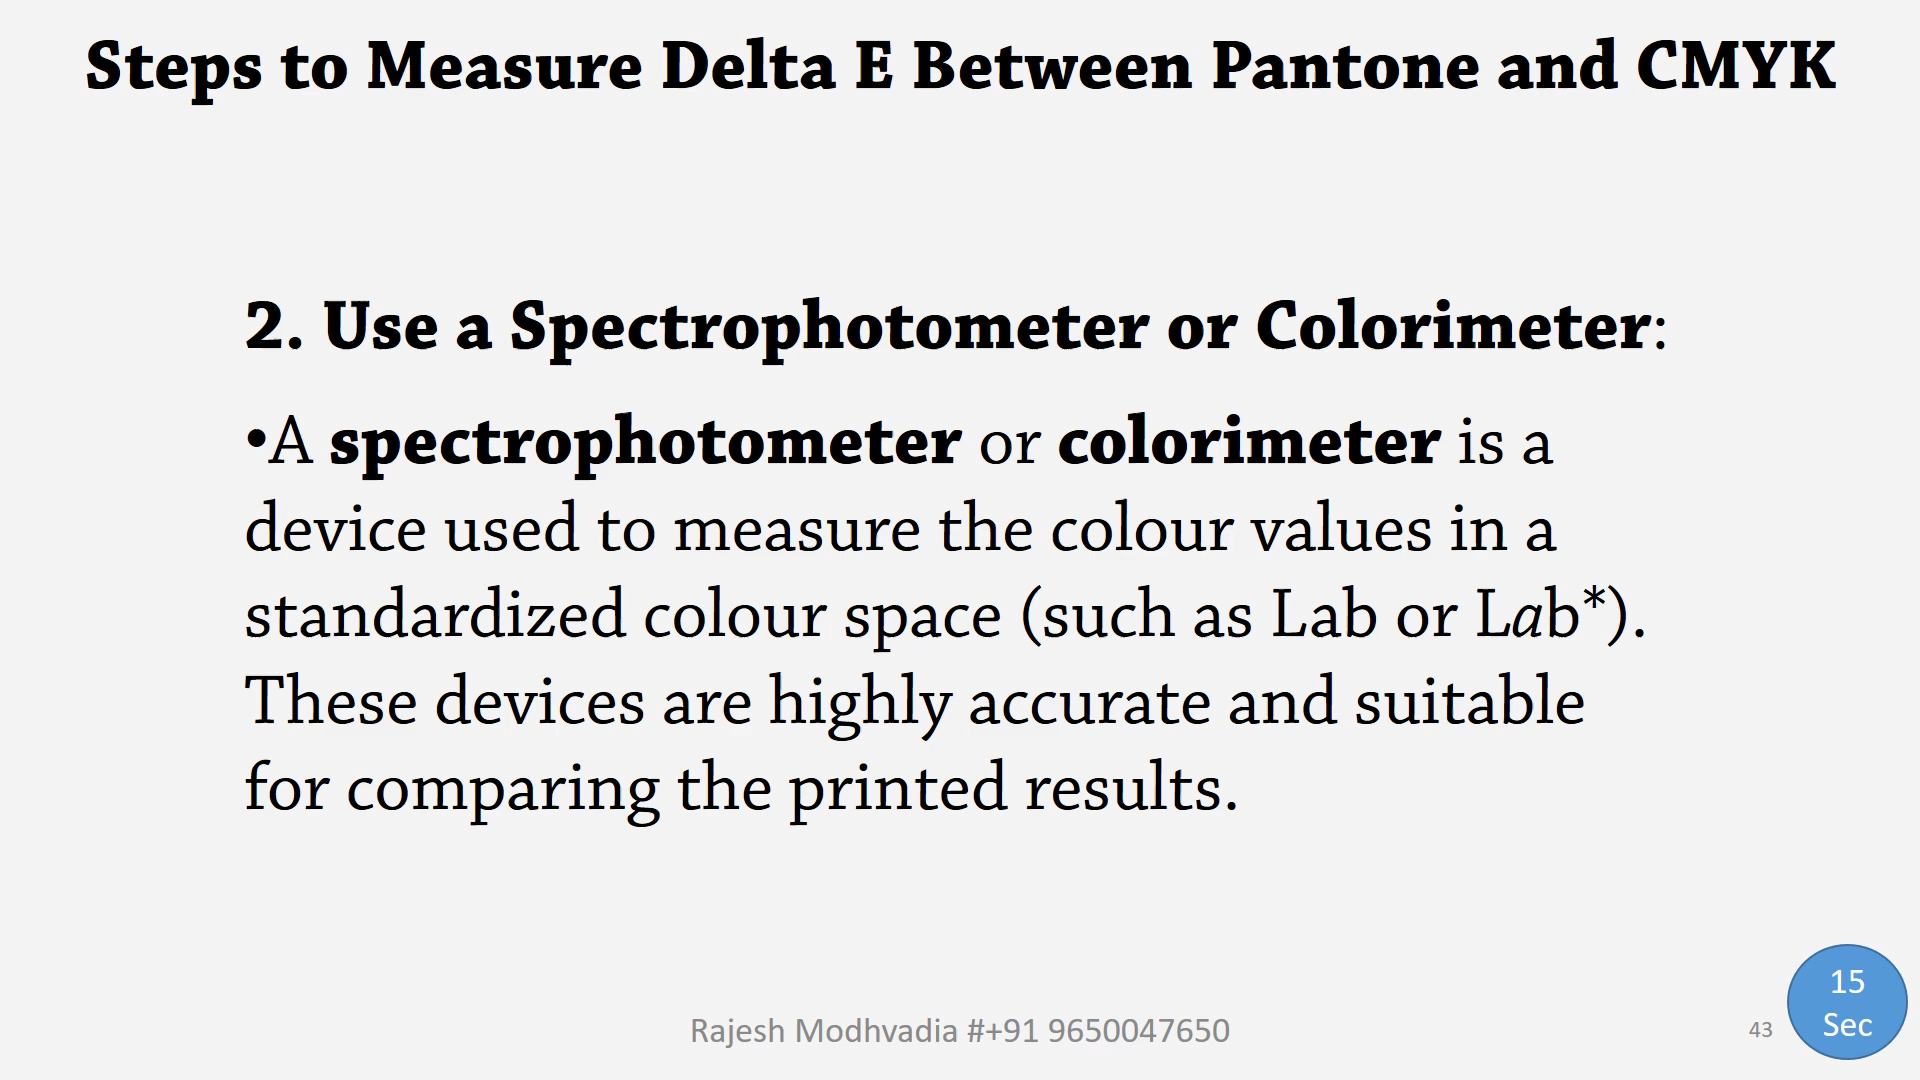 Steps to Measure Delta E Between Pantone and CMYK
2. Use a Spectrophotometer or Colorimeter:
•A spectrophotometer or colorimeter is a
device used to measure the colour values in a
standardized colour space (such as Lab or Lab*).
These devices are highly accurate and suitable
for comparing the printed results.
Rajesh Modhvadia #+91 9650047650
43
15
Sec